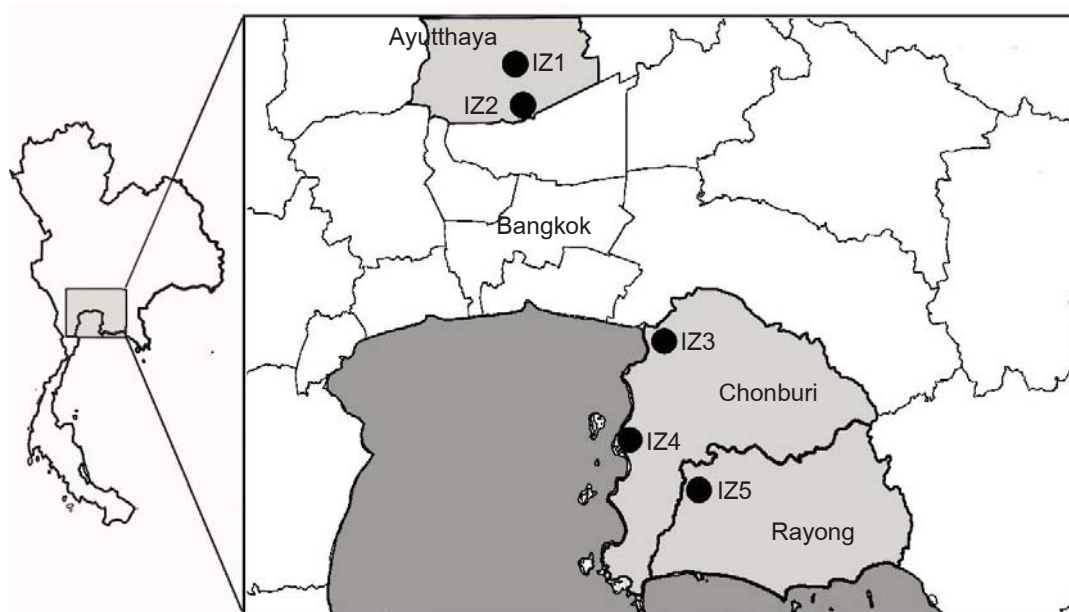 Ayutthaya
IZ1
IZ2
Bangkok
IZ3
Chonburi
IZ4
IZ5
Rayong